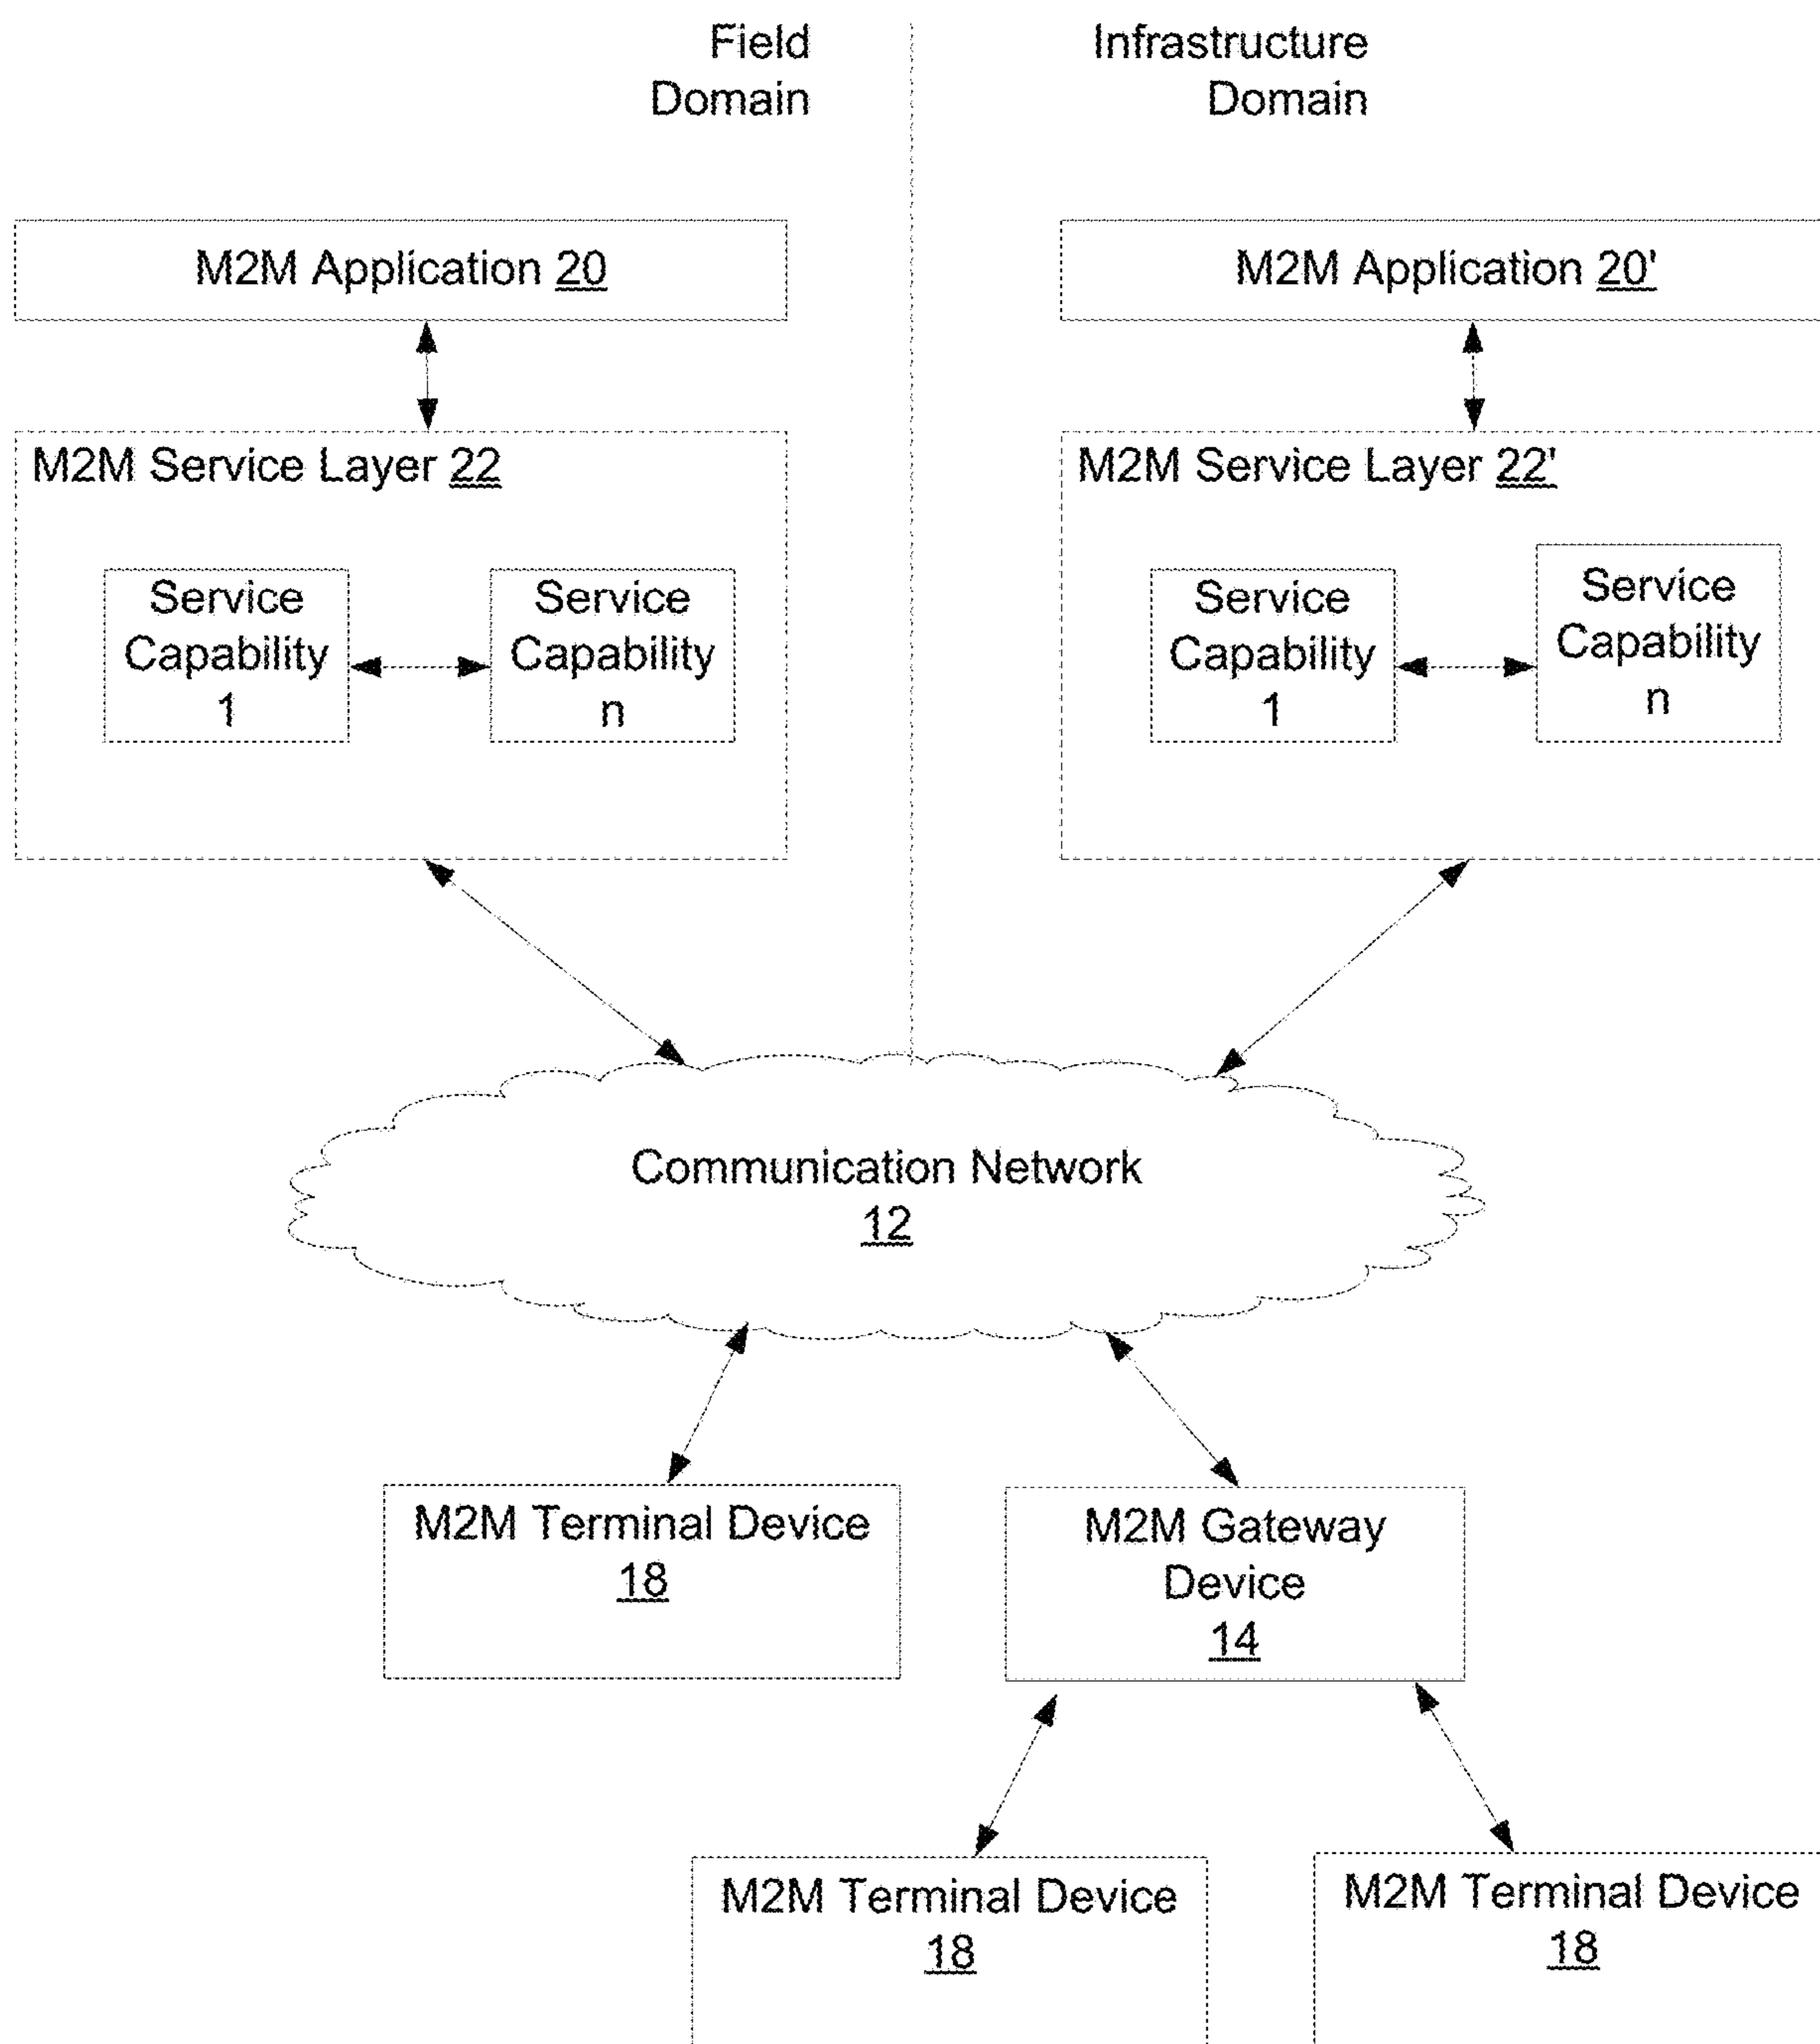 Field
Domain
Infrastructure
Domain
M2M Application 20
M2M Application 20'
M2M Service Layer 22
Service
Capability
1
Service
Capability
n
M2M Service Layer 22'
Service
Capability
1
Service
Capability
n
Communication Network
12
M2M Terminal Device
18
M2M Gateway
Device
14
M2M Terminal Device
18
M2M Terminal Device
18